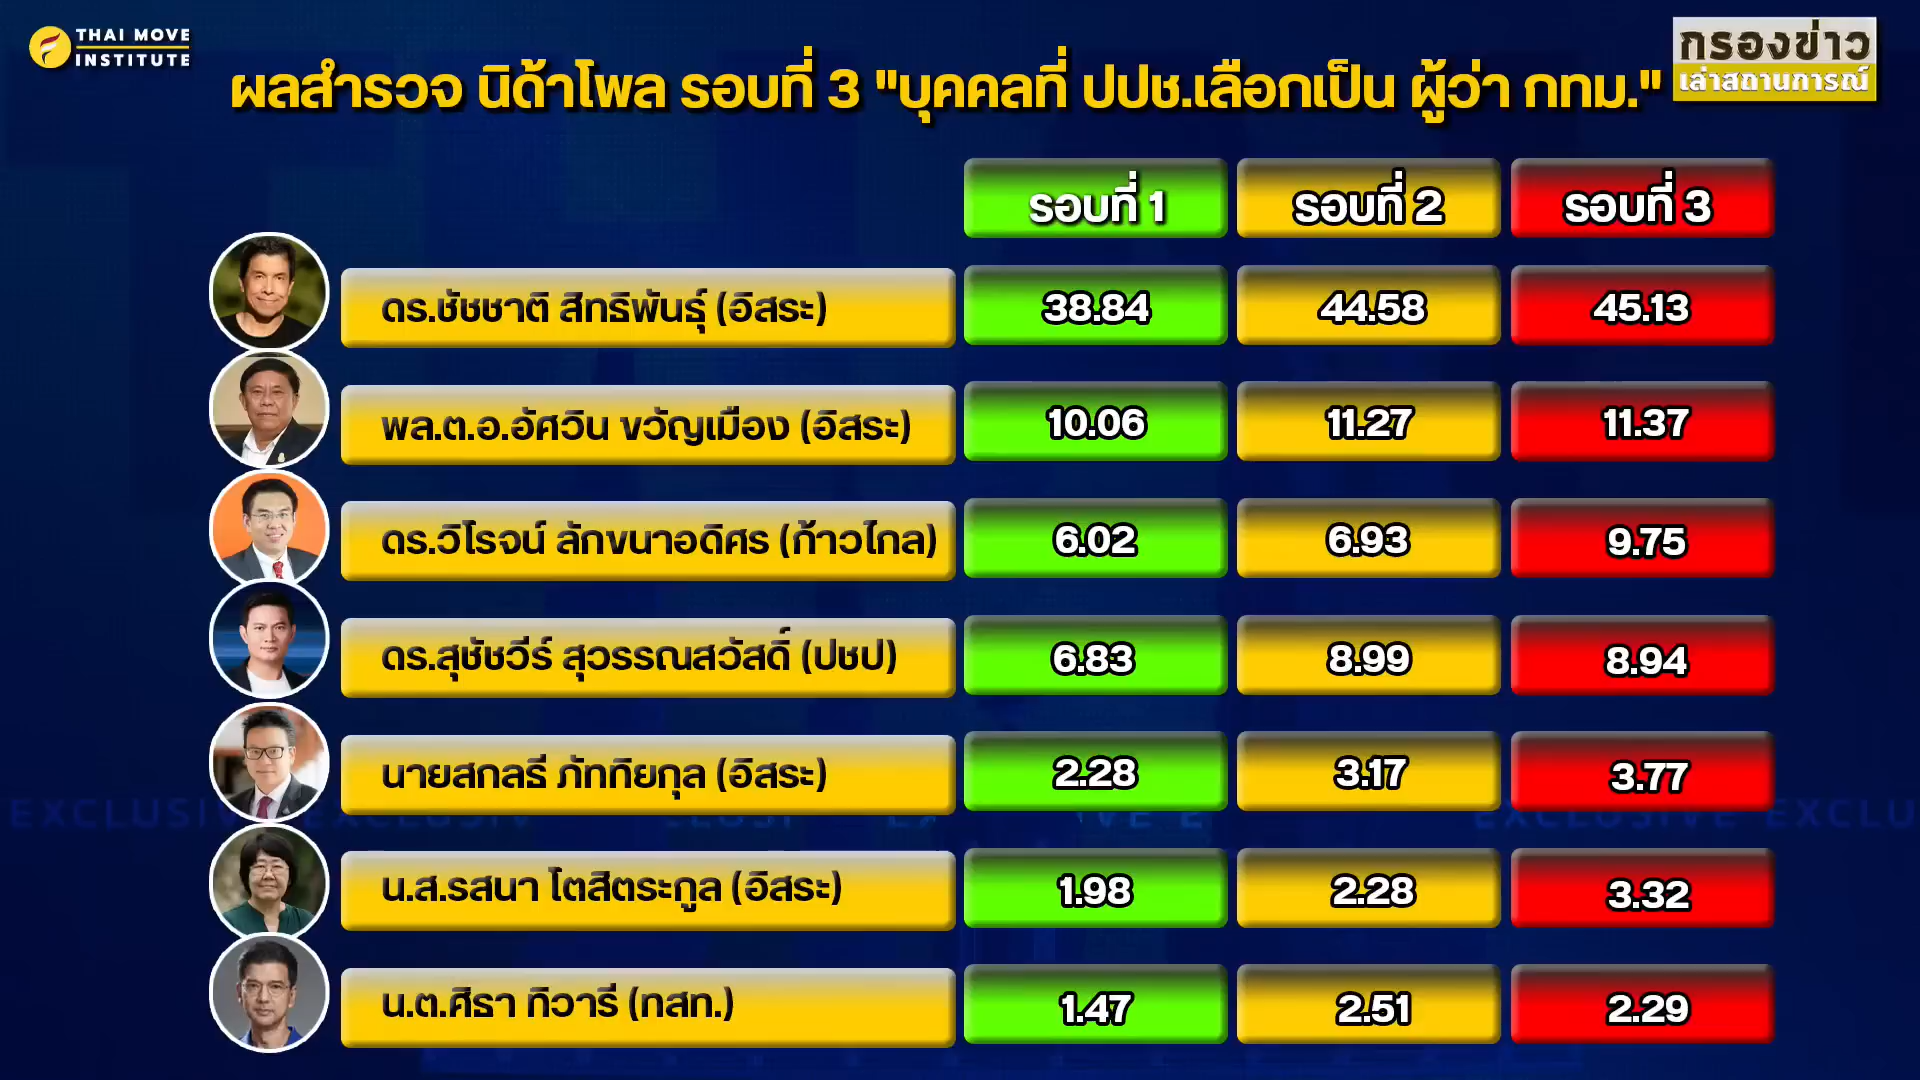 THAI MOVE
INSTITUTE
กรองข่าว
เล่าสถานการณ์
ผลสำรวจ นิด้าโพล รอบที่ 3 "บุคคลที่ ปปช.เลือกเป็น ผู้ว่า กทม."
รอบที่ 1 รอบที่ 2 รอบที่ 3
ดร.ชัชชาติ สิทธิพันธุ์ (อิสระ) 38.84 44.58 45.13
พล.ต.อ.อัศวิน ขวัญเมือง (อิสระ) 10.06 11.27 11.37
ดร.วิโรจน์ ลักขนาอดิศร (ก้าวไกล) 6.02 6.93 9.75
ดร.สุชัชวีร์ สุวรรณสวัสดิ์ (ปชป) 6.83 8.99 8.94
นายสกลธี ภัททิยกุล (อิสระ) 2.28 3.17 3.77
EXCLUSIVE EXCLUSIVE EXCLU
น.ส.รสนา โตสิตระกูล (อิสระ) 1.98 2.28 3.32
น.ต.ศิธา ทิวารี (ทสท.) 1.47 2.51 2.29